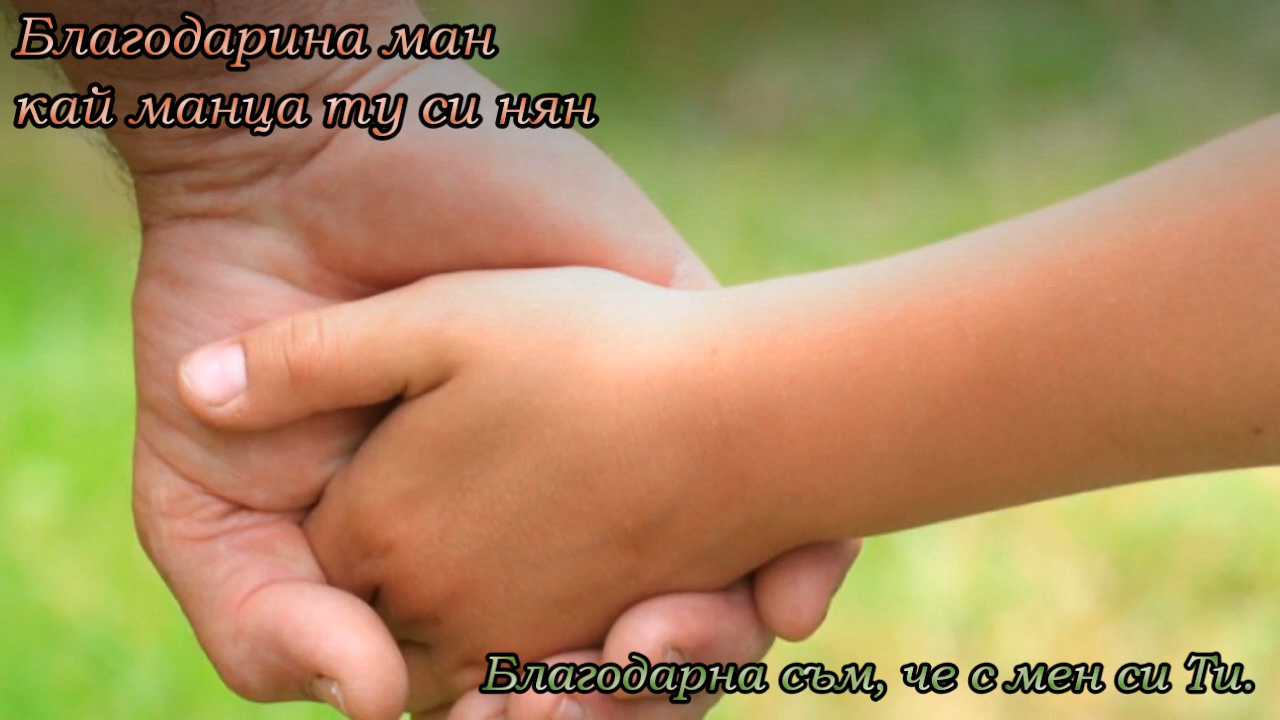 Благодарина ман
кай манца ту си нян
Благодарна съм, че с мен си Ти.